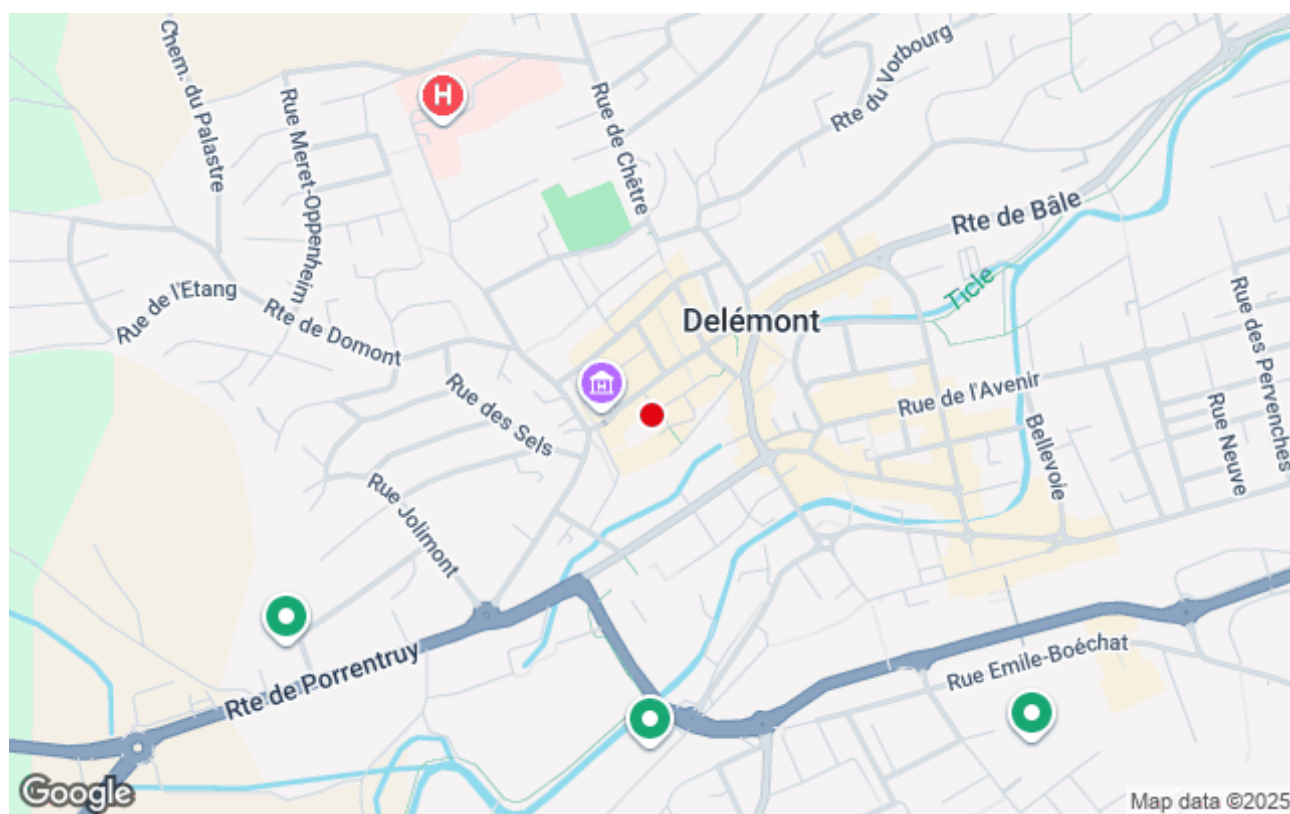 Chem. du Palastre
Rue Meret-Oppenheim
H
Rue de Chêtre
Rte du Vorbourg
Rte de Bâle
Rue de l'Etang
Rte de Domont
Delémont
Ticle
Rue des Pervenches
Rue des Sels
Rue de l'Avenir
Rue Neuve
Bellevoie
Rue Jolimont
Rte de Porrentruy
Rue Emile-Boéchat
Google
Map data ©2025